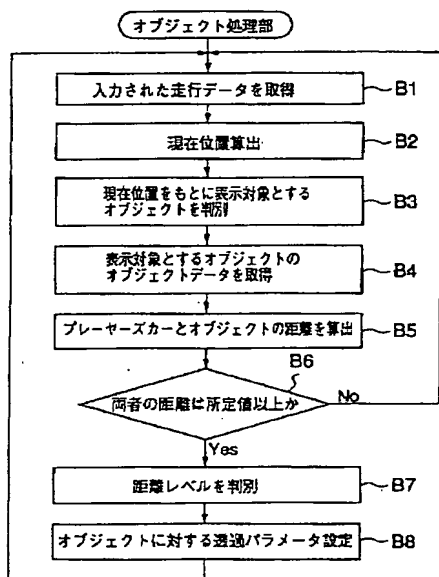 オブジェクト処理部
入力された走行データを取得
B1
現在位置算出
B2
現在位置をもとに表示対象とする
オブジェクトを判別
B3
表示対象とするオブジェクトの
オブジェクトデータを取得
B4
プレーヤーズカーとオブジェクトの距離を算出
B5
B6
両者の距離は所定値以上か
No
Yes
距離レベルを判別
B7
オブジェクトに対する透過パラメータ設定
B8